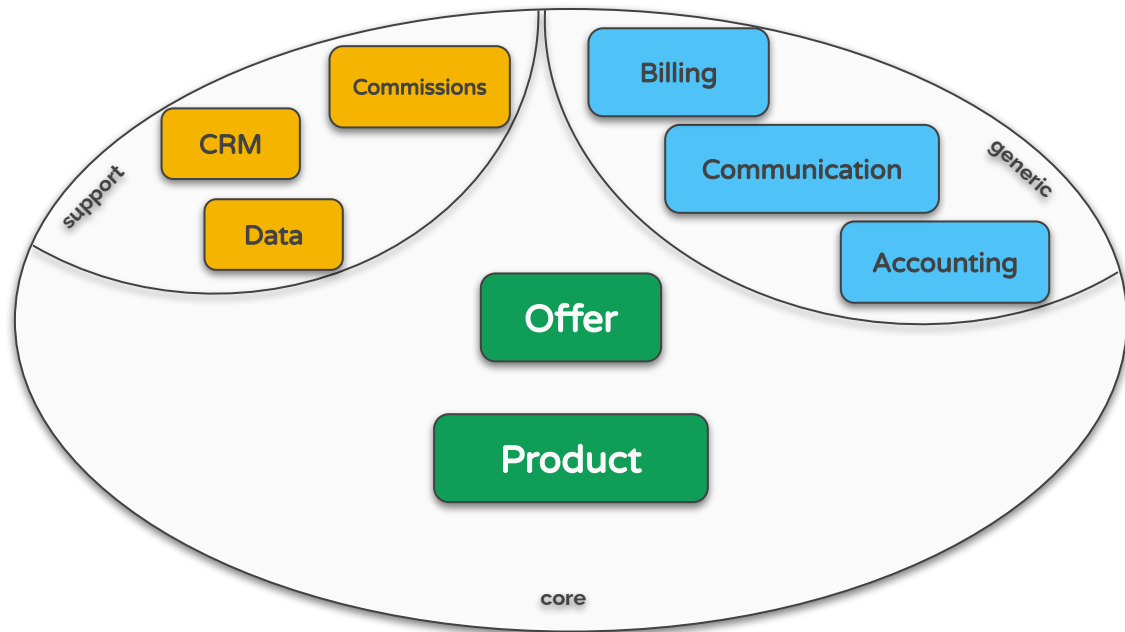 Commissions
CRM
Data
support
Billing
Communication
Accounting
generic
Offer
Product
core